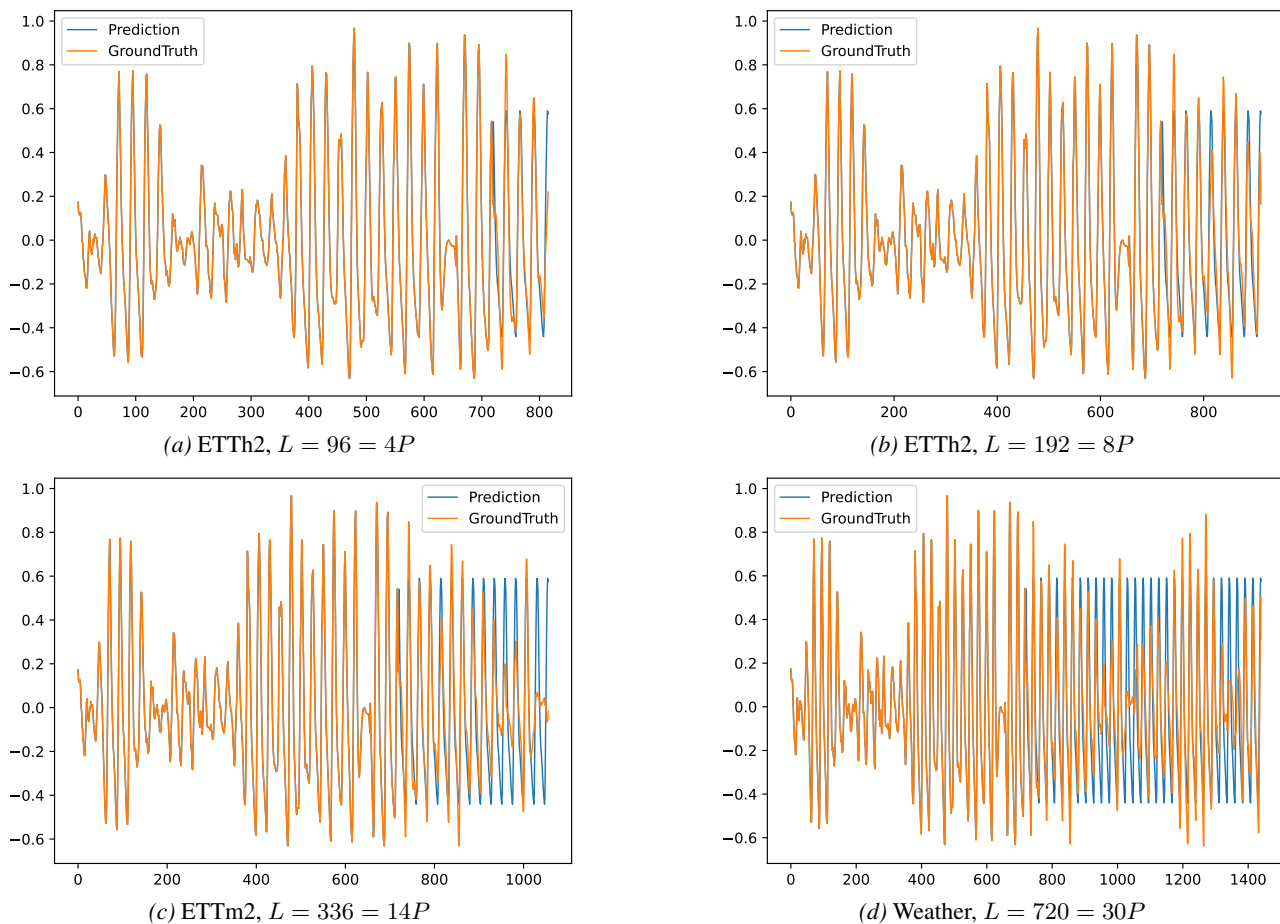 1.0
0.8
0.6
0.4
0.2
0.0
−0.2
−0.4
−0.6
Prediction
GroundTruth
0 100 200 300 400 500 600 700 800
(a) ETTh2, L = 96 = 4P
1.0
0.8
0.6
0.4
0.2
0.0
−0.2
−0.4
−0.6
Prediction
GroundTruth
0 200 400 600 800
(b) ETTh2, L = 192 = 8P
1.0
0.8
0.6
0.4
0.2
0.0
−0.2
−0.4
−0.6
Prediction
GroundTruth
0 200 400 600 800 1000
(c) ETTm2, L = 336 = 14P
1.0
0.8
0.6
0.4
0.2
0.0
−0.2
−0.4
−0.6
Prediction
GroundTruth
0 200 400 600 800 1000 1200 1400
(d) Weather, L = 720 = 30P